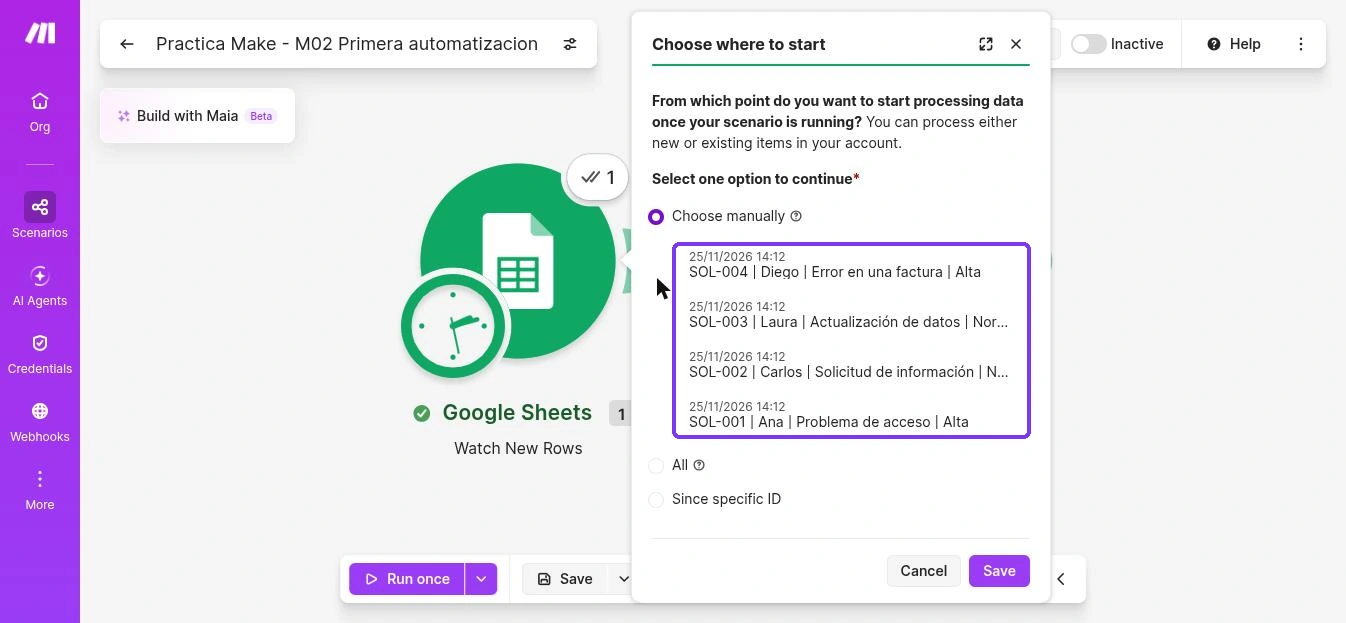 Practica Make - M02 Primera automatizacion
Choose where to start
Inactive
Help
Build with Maia Beta
Org
Scenarios
AI Agents
Credentials
Webhooks
More
1
Google Sheets 1
Watch New Rows
From which point do you want to start processing data
once your scenario is running? You can process either
new or existing items in your account.
Select one option to continue*
Choose manually
25/11/2026 14:12
SOL-004 | Diego | Error en una factura | Alta
25/11/2026 14:12
SOL-003 | Laura | Actualización de datos | Nor...
25/11/2026 14:12
SOL-002 | Carlos | Solicitud de información | N...
25/11/2026 14:12
SOL-001 | Ana | Problema de acceso | Alta
All
Since specific ID
Cancel
Save
Run once
Save